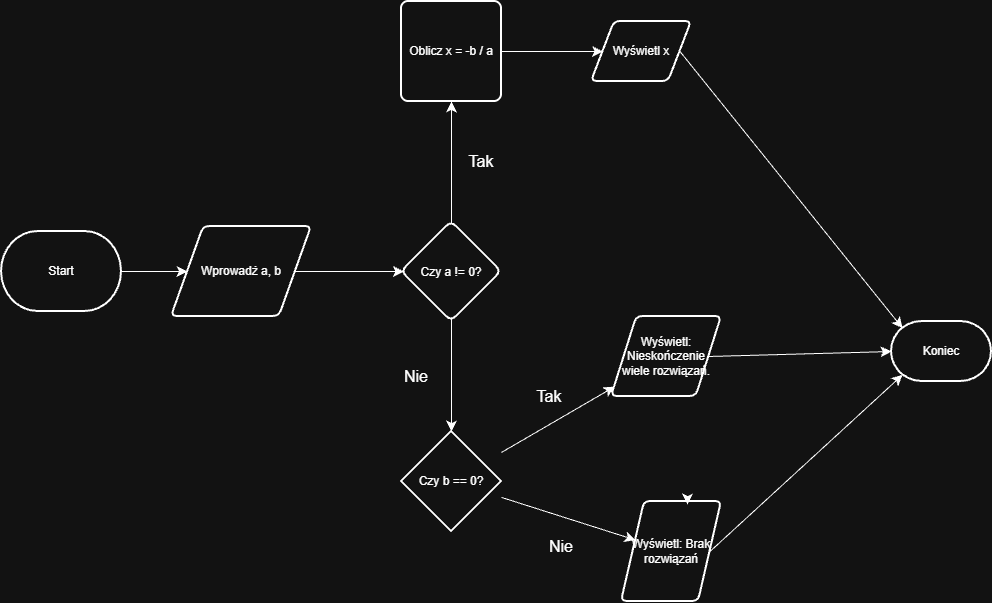 Start
Wprowadź a, b
Czy a != 0?
Tak
Oblicz x = -b / a
Wyświetl x
Nie
Czy b == 0?
Tak
Wyświetl:
Nieskończenie
wiele rozwiązań.
Nie
Wyświetl: Brak
rozwiązań
Koniec